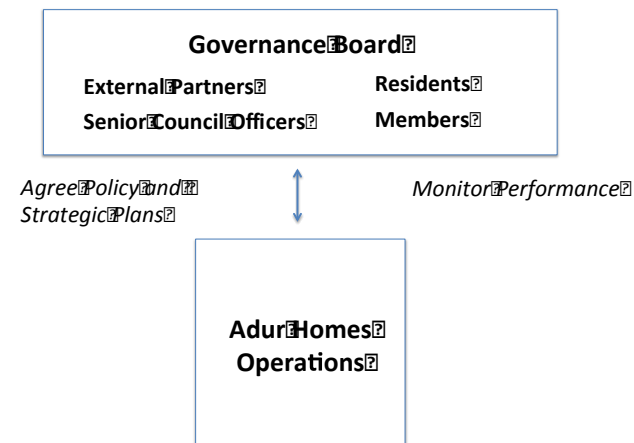 Governance⍰Board⍰
External⍰Partners⍰ Residents⍰
Senior⍰Council⍰Officers⍰ Members⍰
Agree⍰Policy⍰and⍰⍰ Monitor⍰Performance⍰
Strategic⍰Plans⍰
Adur⍰Homes⍰
Operations⍰